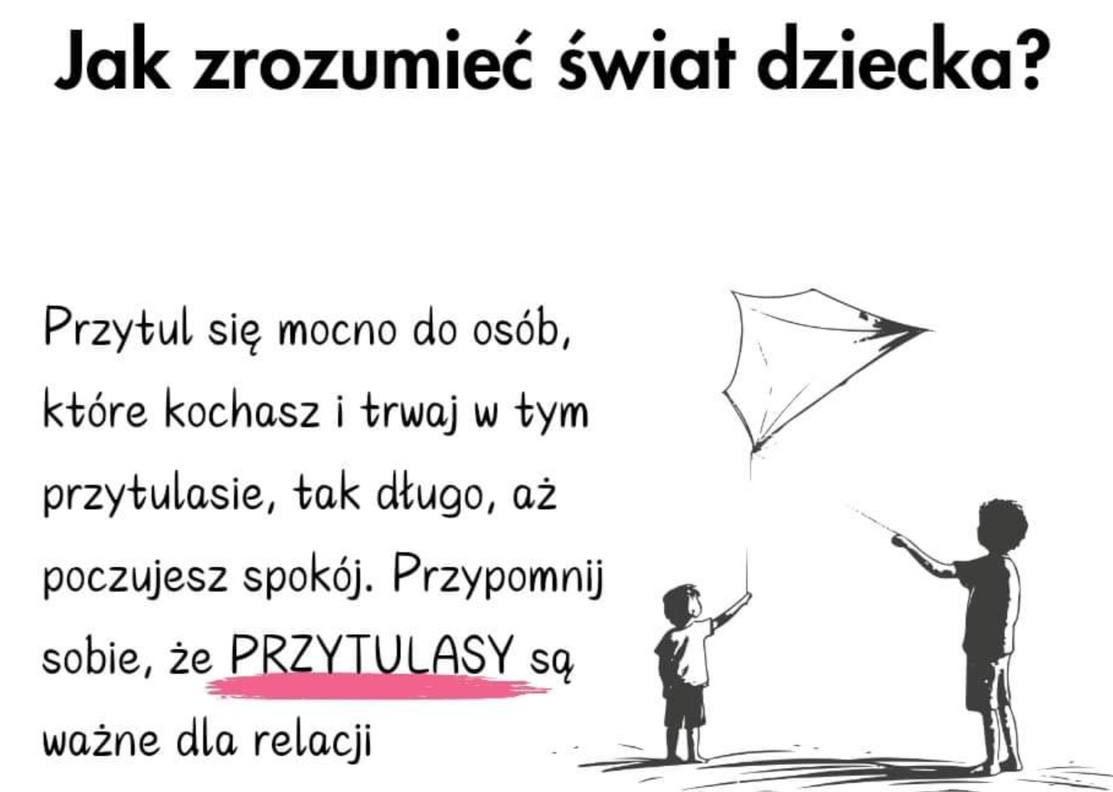 Jak zrozumieć świat dziecka?
Przytul się mocno do osób,
które kochasz i trwaj w tym
przytulasie, tak długo, aż
poczujesz spokój. Przypomnij
sobie, że PRZYTULASY są
ważne dla relacji